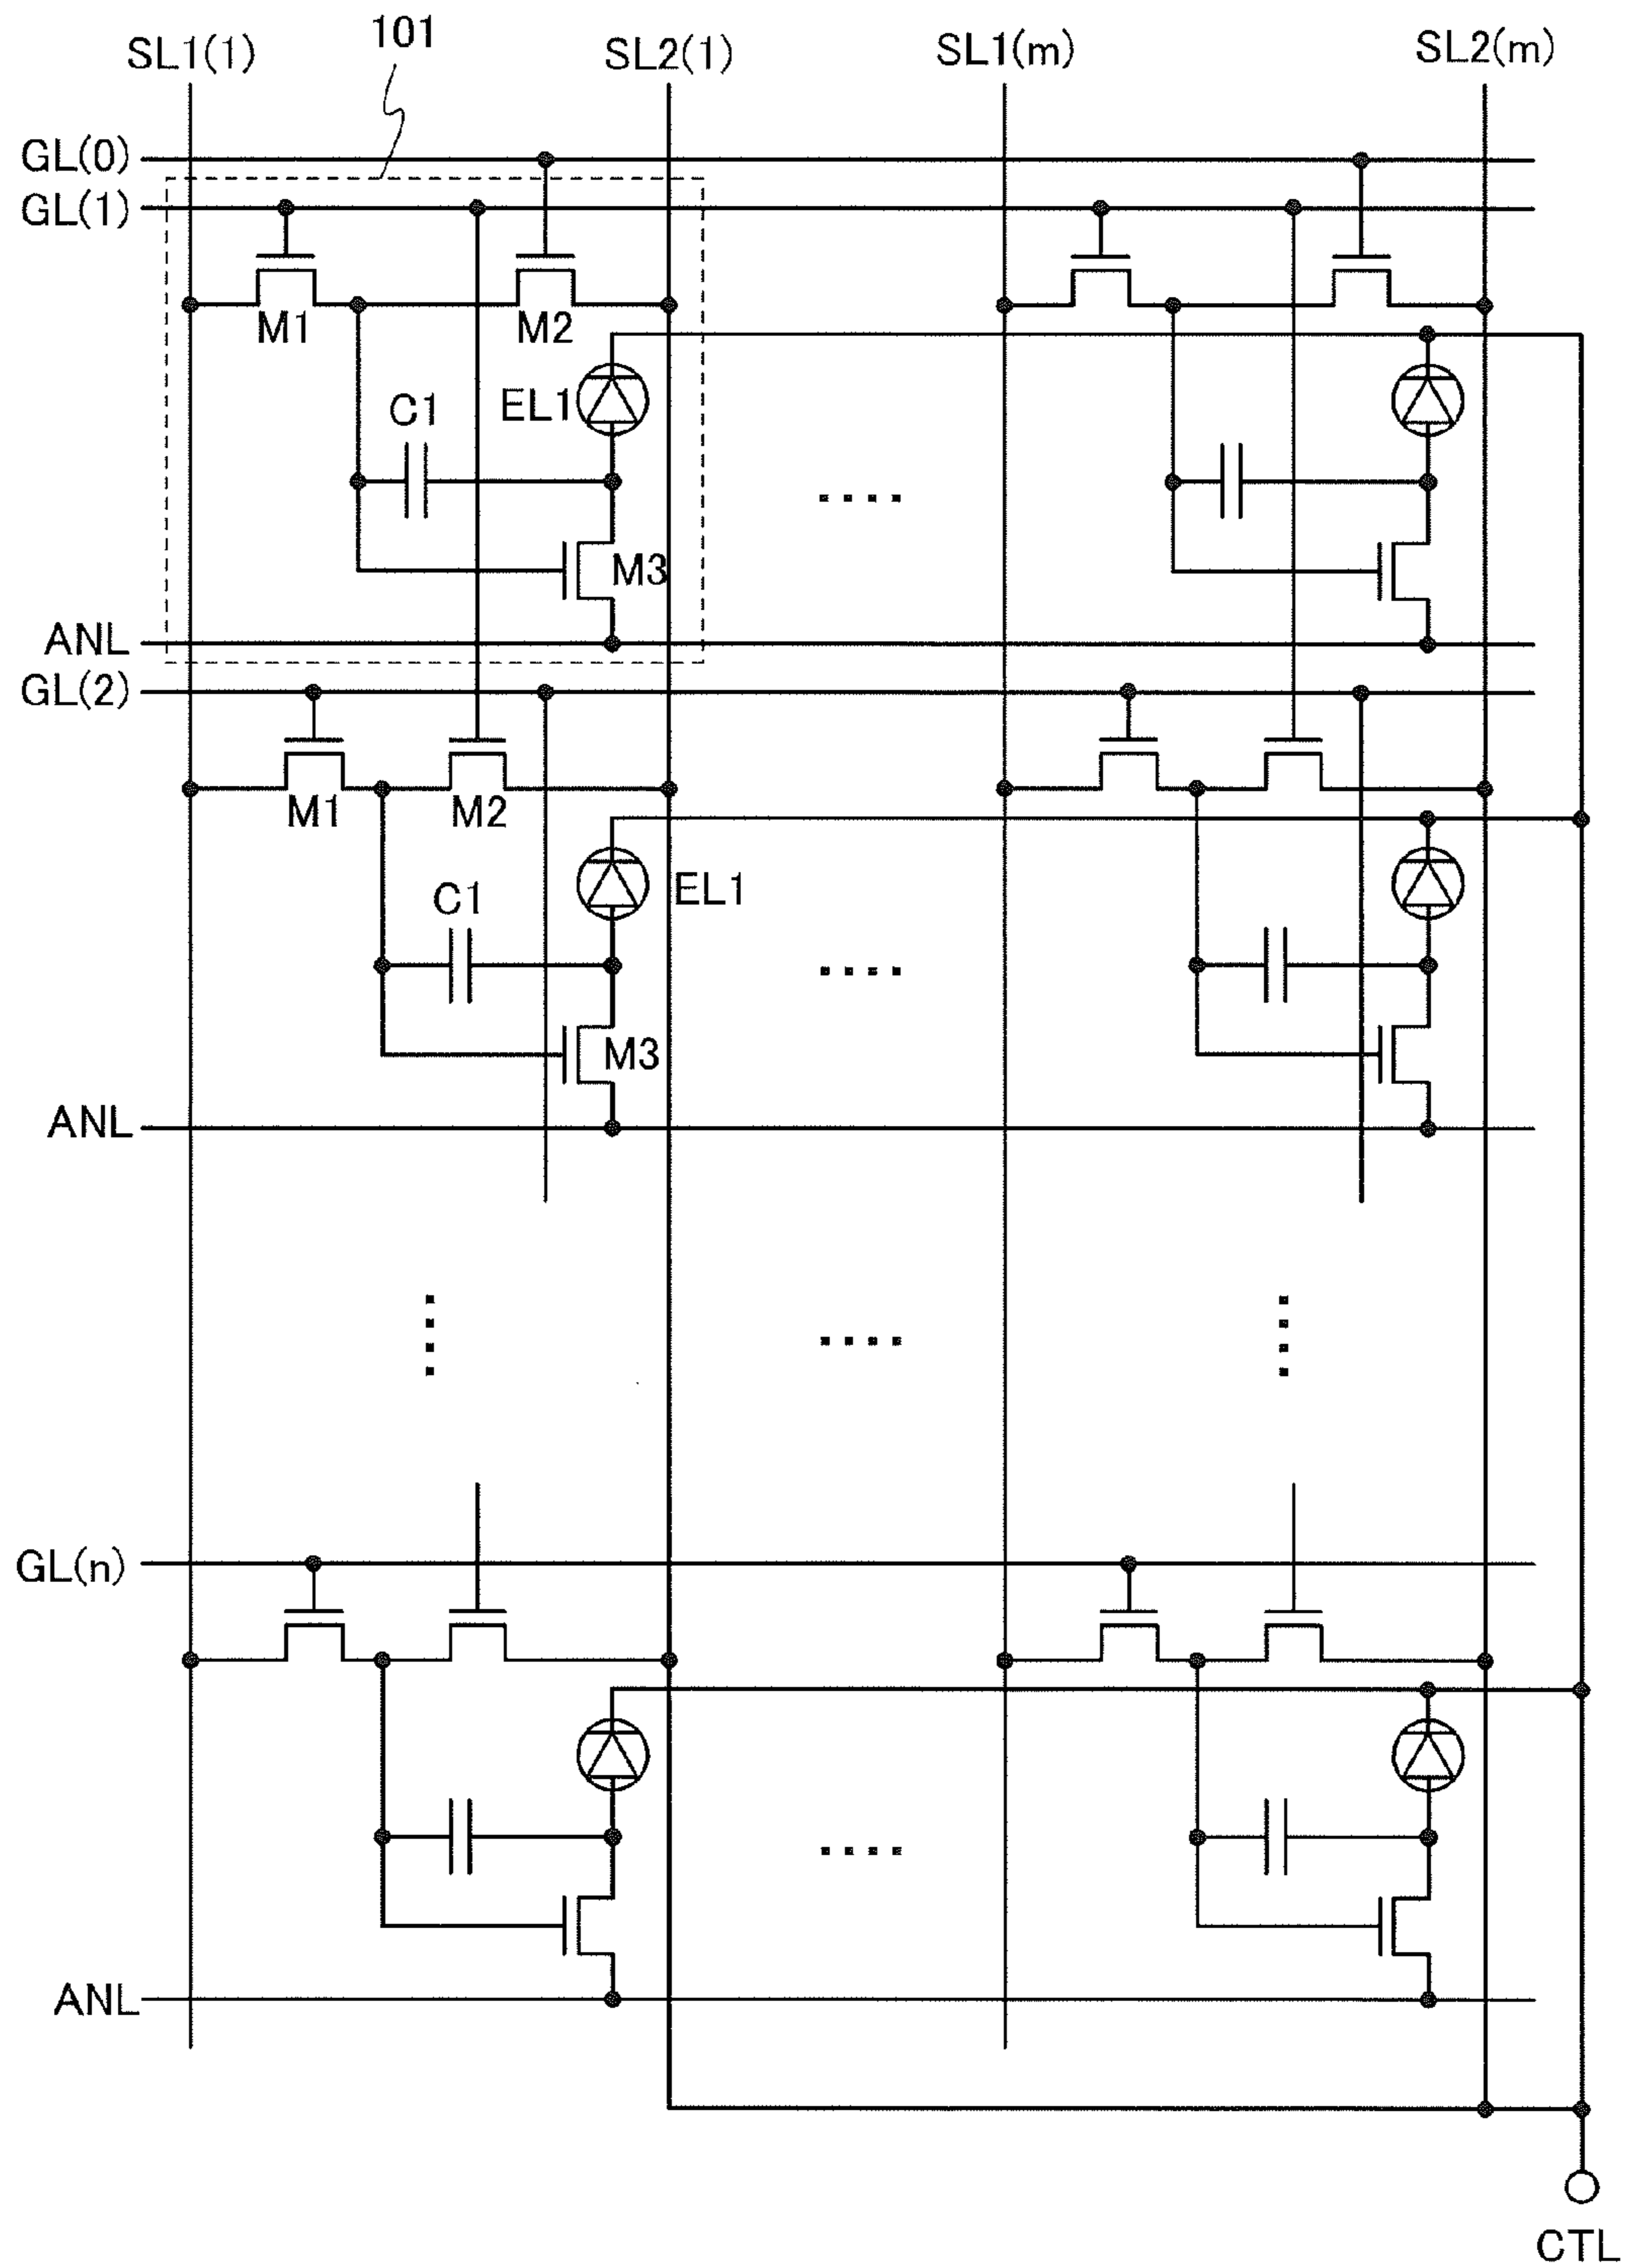 101
SL1(1)
SL2(1)
SL1(m)
SL2(m)
GL(0)
GL(1)
M1
M2
C1
EL1
M3
ANL
GL(2)
M1
M2
C1
EL1
M3
ANL
GL(n)
ANL
CTL